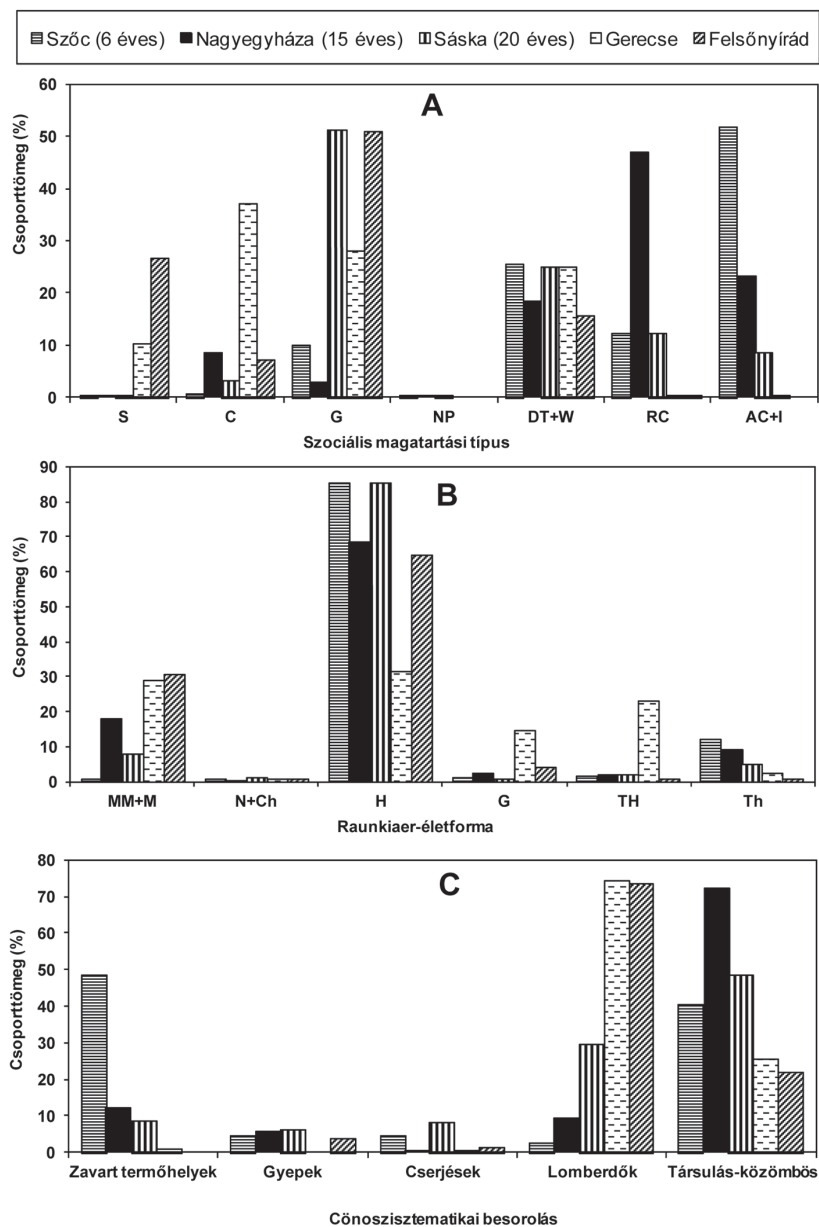 Szőc (6 éves) Nagyegyháza (15 éves) Sáska (20 éves) Gerecse Felsőnyírád
A
Csoporttömeg (%)
60
50
40
30
20
10
0
S C G NP DT+W RC AC+I
Szociális magatartási típus
B
Csoporttömeg (%)
90
80
70
60
50
40
30
20
10
0
MM+M N+Ch H G TH Th
Raunkiaer-életforma
C
Csoporttömeg (%)
80
70
60
50
40
30
20
10
0
Zavart termőhelyek Gyepek Cserjések Lomberdők Társulás-közömbös
Cönoszisztematikai besorolás